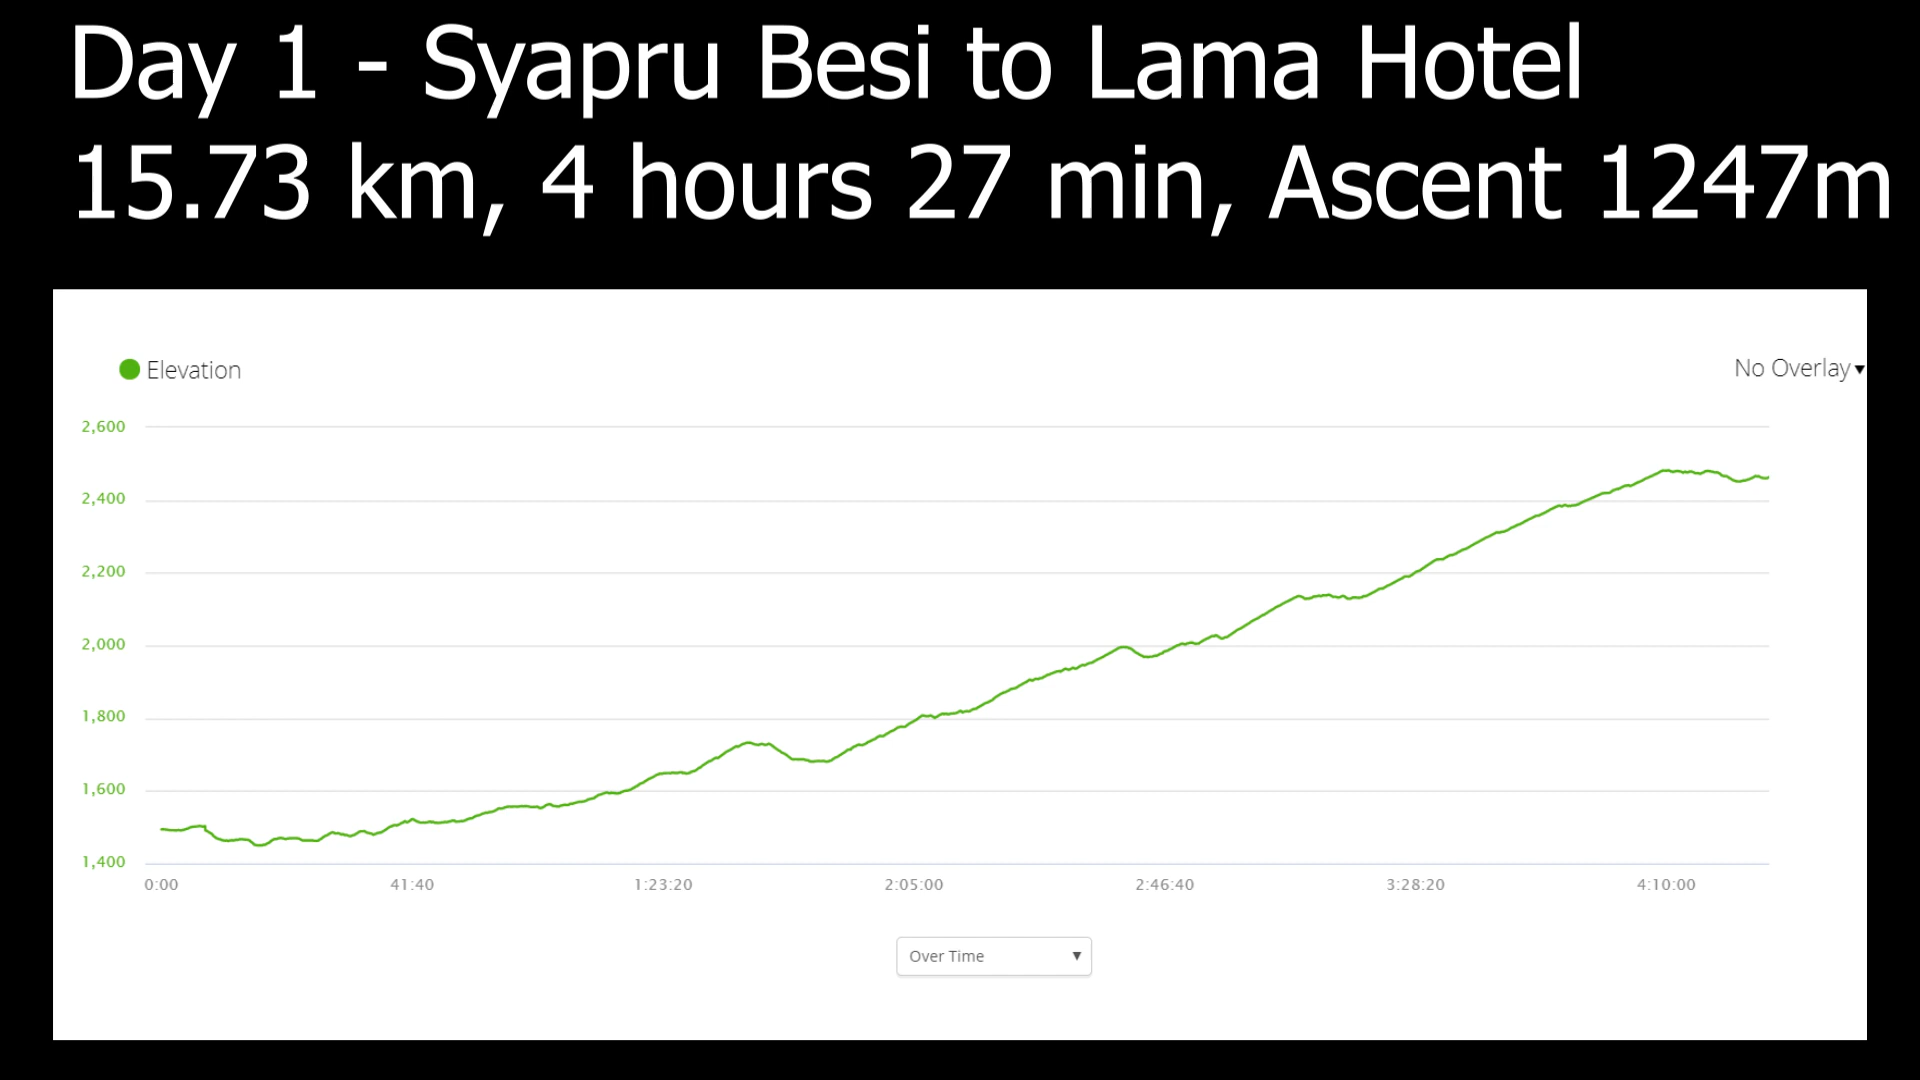 Day 1 - Syapru Besi to Lama Hotel
15.73 km, 4 hours 27 min, Ascent 1247m
Elevation
No Overlay
2,600
2,400
2,200
2,000
1,800
1,600
1,400
0:00 41:40 1:23:20 2:05:00 2:46:40 3:28:20 4:10:00
Over Time